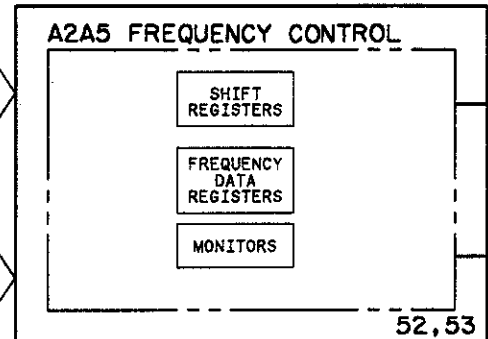 A2A5 FREQUENCY CONTROL
SHIFT
REGISTERS
FREQUENCY
DATA
REGISTERS
MONITORS
52,53